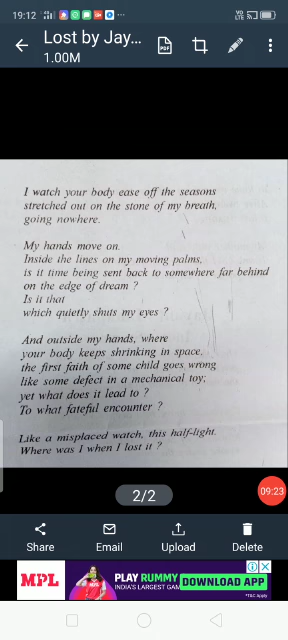 19:12
Lost by Jay...
1.00M
PDF
I watch your body ease off the seasons
stretched out on the stone of my breath,
going nowhere.
My hands move on.
Inside the lines on my moving palms,
is it time being sent back to somewhere far behind
on the edge of dream ?
Is it that
which quietly shuts my eyes ?
And outside my hands, where
your body keeps shrinking in space,
the first faith of some child goes wrong
like some defect in a mechanical toy;
yet what does it lead to ?
To what fateful encounter ?
Like a misplaced watch, this half-light.
Where was I when I lost it ?
2/2
09:23
Share Email Upload Delete
MPL
PLAY RUMMY
INDIA'S LARGEST GAM
DOWNLOAD APP
*T&C Apply